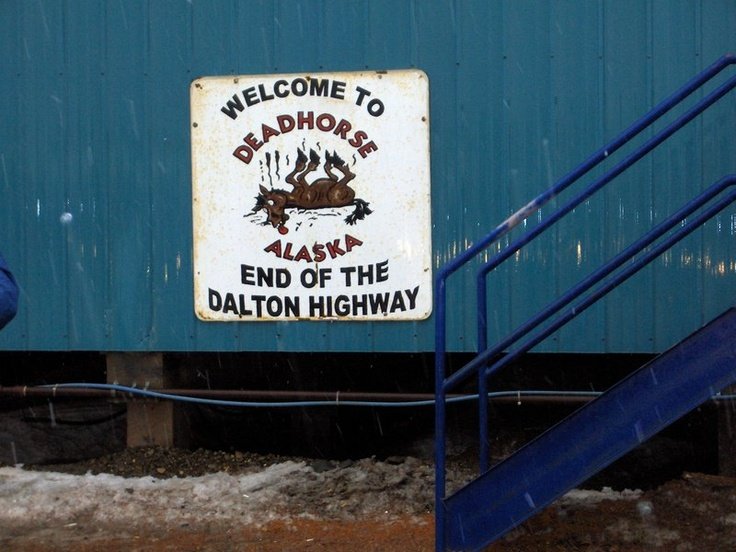 WELCOME TO
DEADHORSE
ALASKA
END OF THE
DALTON HIGHWAY